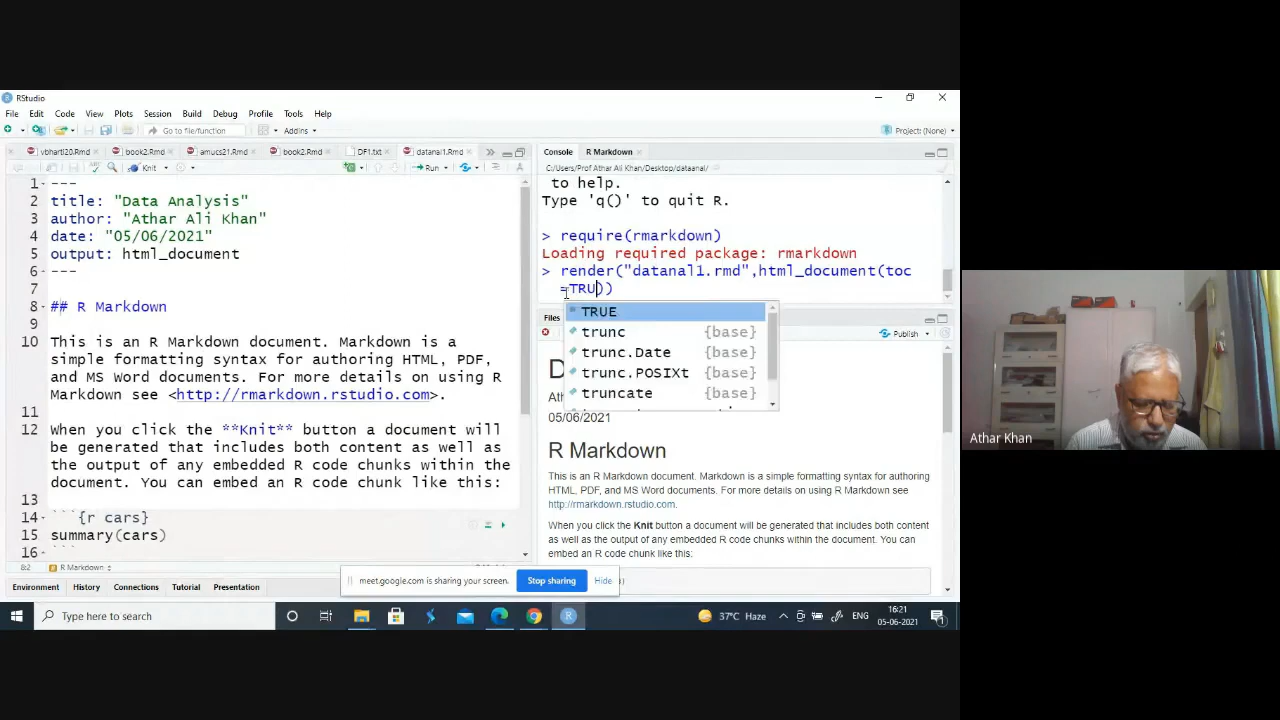 RStudio
File Edit Code View Plots Session Build Debug Profile Tools Help
Go to file/function Addins Project: (None)
vbharti20.Rmd book2.Rmd amucs21.Rmd book2.Rmd DF1.txt datanal1.Rmd
Knit Run
1 ---
2 title: "Data Analysis"
3 author: "Athar Ali Khan"
4 date: "05/06/2021"
5 output: html_document
6 ---
7
8 ## R Markdown
9
10 This is an R Markdown document. Markdown is a
simple formatting syntax for authoring HTML, PDF,
and MS Word documents. For more details on using R
Markdown see <http://rmarkdown.rstudio.com>.
11
12 When you click the **Knit** button a document will
be generated that includes both content as well as
the output of any embedded R code chunks within the
document. You can embed an R code chunk like this:
13
14 ```{r cars}
15 summary(cars)
16 ```
8:2 R Markdown
Environment History Connections Tutorial Presentation
Console R Markdown
C:/Users/Prof Athar Ali Khan/Desktop/dataanal/
to help.
Type 'q()' to quit R.
> require(rmarkdown)
Loading required package: rmarkdown
> render("datanal1.rmd",html_document(toc
=TRU))
TRUE
trunc {base}
trunc.Date {base}
trunc.POSIXt {base}
truncate {base}
Files
Publish
05/06/2021
R Markdown
This is an R Markdown document. Markdown is a simple formatting syntax for authoring
HTML, PDF, and MS Word documents. For more details on using R Markdown see
http://rmarkdown.rstudio.com.
When you click the Knit button a document will be generated that includes both content
as well as the output of any embedded R code chunks within the document. You can
embed an R code chunk like this:
meet.google.com is sharing your screen. Stop sharing Hide
Type here to search
37°C Haze ENG 16:21
05-06-2021
1
Athar Khan